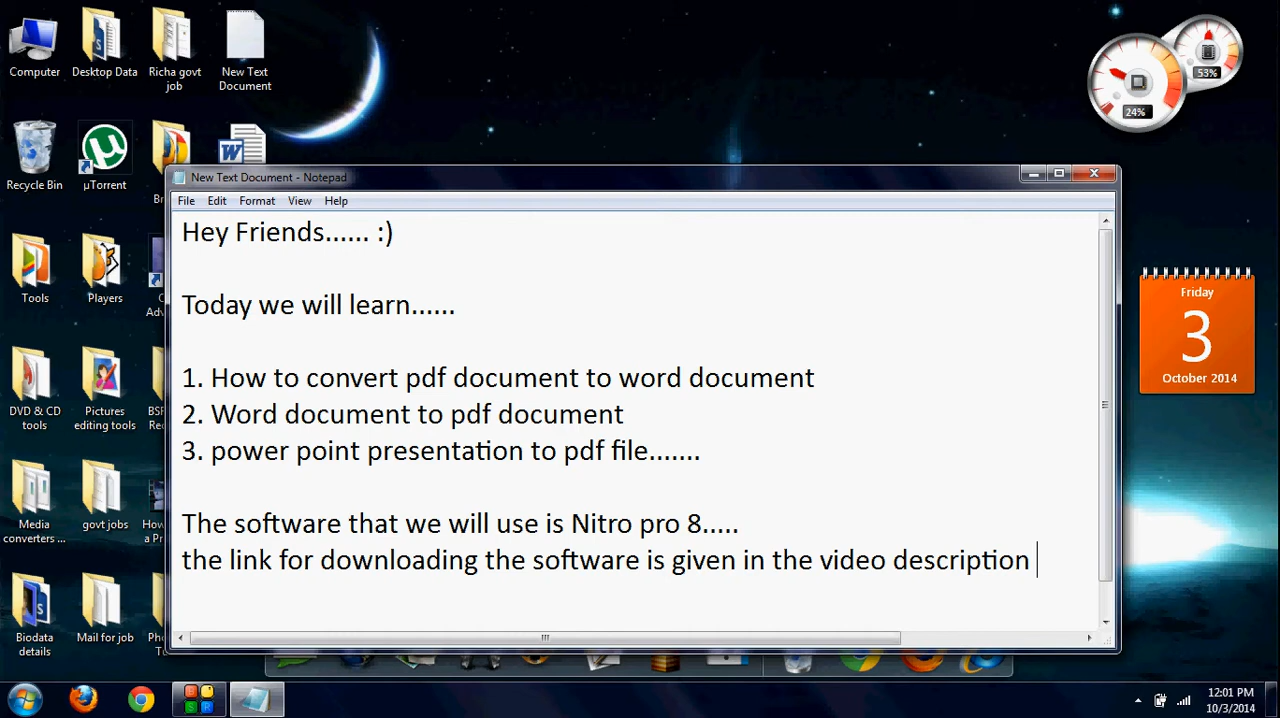 Computer
Desktop Data
Richa govt job
New Text Document
53%
24%
Recycle Bin
µTorrent
New Text Document - Notepad
File Edit Format View Help
Hey Friends...... :)
Today we will learn......
1. How to convert pdf document to word document
2. Word document to pdf document
3. power point presentation to pdf file.......
The software that we will use is Nitro pro 8.....
the link for downloading the software is given in the video description
Tools
Players
Friday
3
October 2014
DVD & CD tools
Pictures editing tools
Media converters ...
govt jobs
Biodata details
Mail for job
12:01 PM
10/3/2014